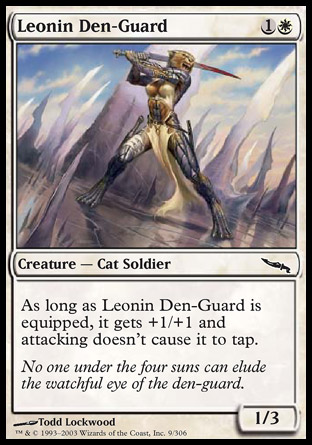 Leonin Den-Guard 1
Creature — Cat Soldier
As long as Leonin Den-Guard is
equipped, it gets +1/+1 and
attacking doesn't cause it to tap.
No one under the four suns can elude
the watchful eye of the den-guard.
Todd Lockwood
™ & © 1993–2003 Wizards of the Coast, Inc. 9/306
1/3